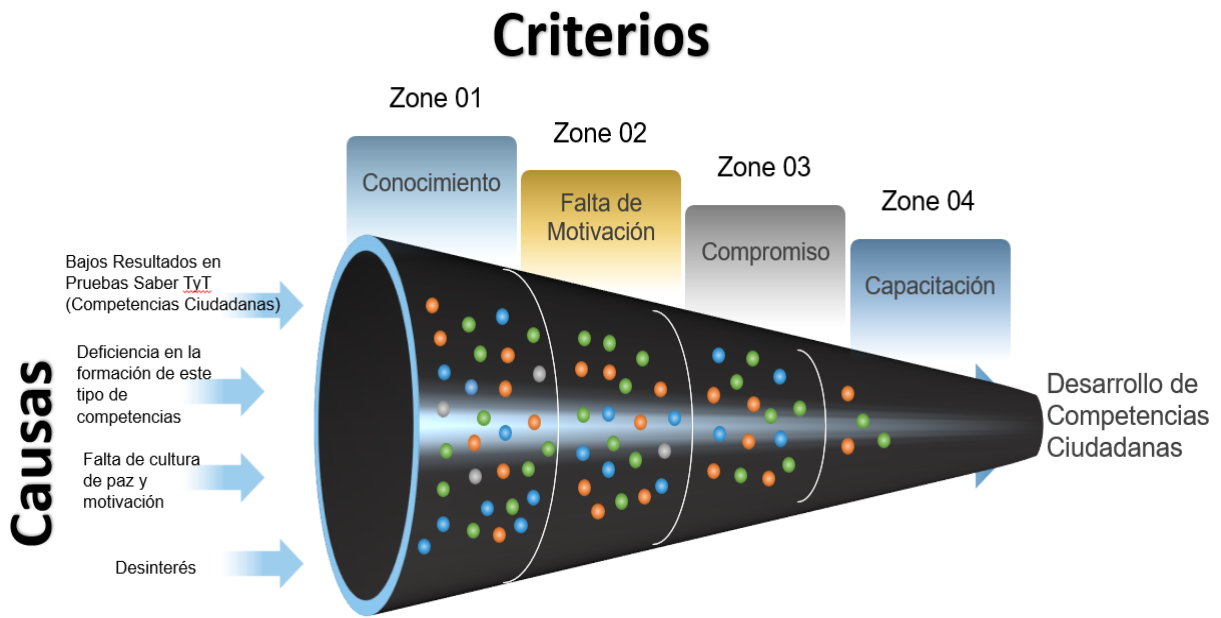 Criterios
Zone 01
Conocimiento
Zone 02
Falta de
Motivación
Zone 03
Compromiso
Zone 04
Capacitación
Causas
Bajos Resultados en
Pruebas Saber TyT
(Competencias Ciudadanas)
Deficiencia en la
formación de este
tipo de
competencias
Falta de cultura
de paz y
motivación
Desinterés
Desarrollo de
Competencias
Ciudadanas